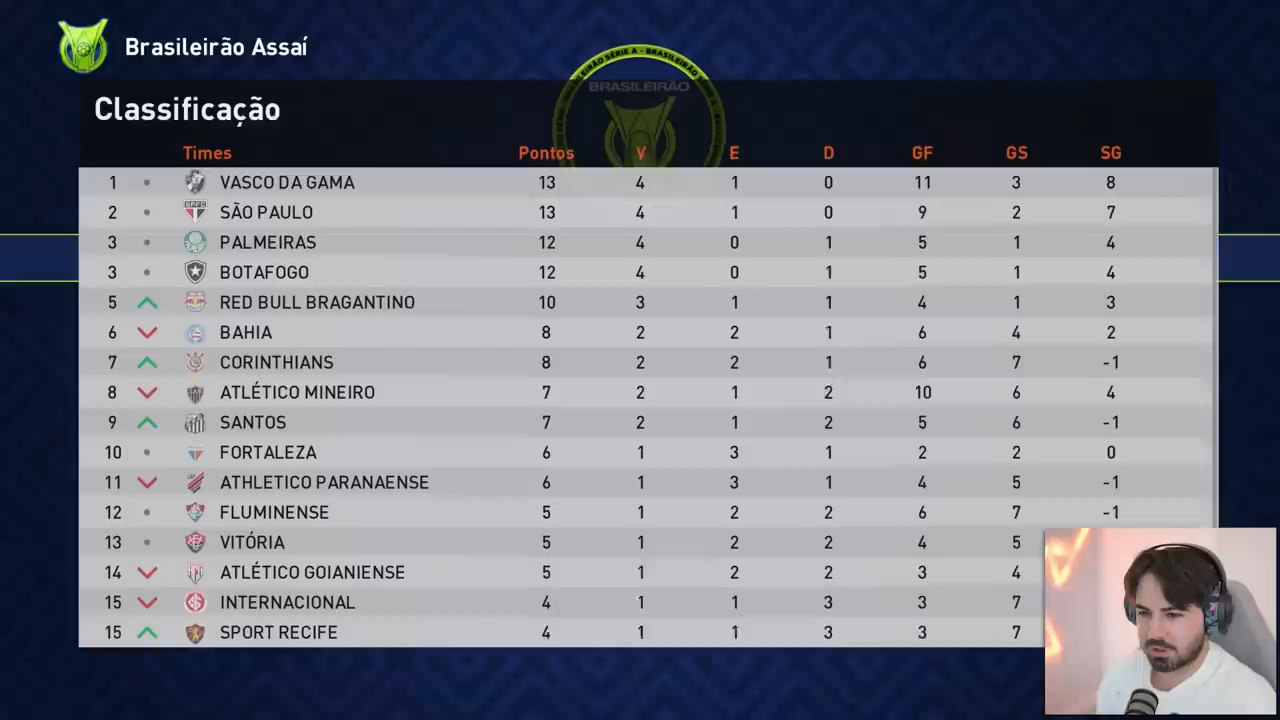 Brasileirão Assaí
BRASILEIRÃO SÉRIE A - BRASILEIRÃO
BRASILEIRÃO
Classificação
Times Pontos V E D GF GS SG
1 VASCO DA GAMA 13 4 1 0 11 3 8
2 SÃO PAULO 13 4 1 0 9 2 7
3 PALMEIRAS 12 4 0 1 5 1 4
3 BOTAFOGO 12 4 0 1 5 1 4
5 RED BULL BRAGANTINO 10 3 1 1 4 1 3
6 BAHIA 8 2 2 1 6 4 2
7 CORINTHIANS 8 2 2 1 6 7 -1
8 ATLÉTICO MINEIRO 7 2 1 2 10 6 4
9 SANTOS 7 2 1 2 5 6 -1
10 FORTALEZA 6 1 3 1 2 2 0
11 ATHLETICO PARANAENSE 6 1 3 1 4 5 -1
12 FLUMINENSE 5 1 2 2 6 7 -1
13 VITÓRIA 5 1 2 2 4 5
14 ATLÉTICO GOIANIENSE 5 1 2 2 3 4
15 INTERNACIONAL 4 1 1 3 3 7
15 SPORT RECIFE 4 1 1 3 3 7